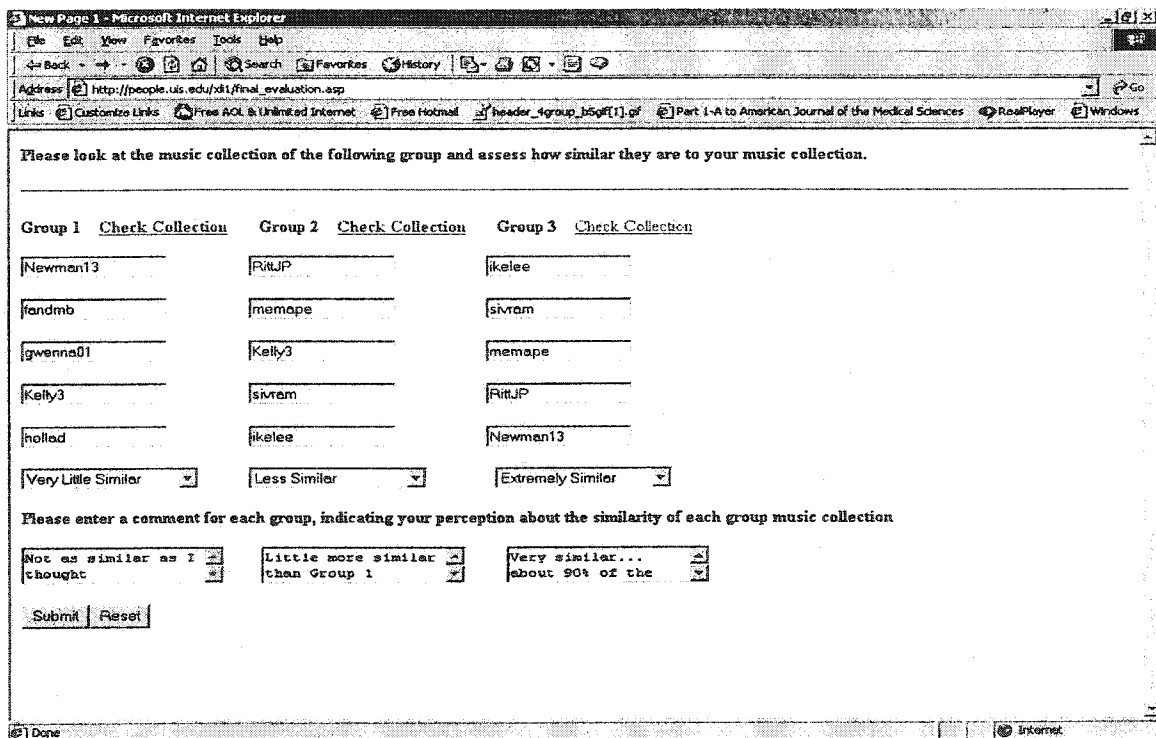 New Page 1 - Microsoft Internet Explorer
File Edit View Favorites Tools Help
Back Search Favorites History
Address http://people.uis.edu/xli1/final_evaluation.asp Go
Links Customize Links Free AOL & Unlimited Internet Free Hotmail header_4group_b5gif[1].gif Part 1-A to American Journal of the Medical Sciences RealPlayer Windows
Please look at the music collection of the following group and assess how similar they are to your music collection.
Group 1 Check Collection Group 2 Check Collection Group 3 Check Collection
Newman13 RittJP ikelee
fandmb memape sivram
gwenna01 Kelly3 memape
Kelly3 sivram RittJP
hollad ikelee Newman13
Very Little Similar Less Similar Extremely Similar
Please enter a comment for each group, indicating your perception about the similarity of each group music collection
Not as similar as I Little more similar Very similar...
thought than Group 1 about 90% of the
Submit Reset
Done Internet